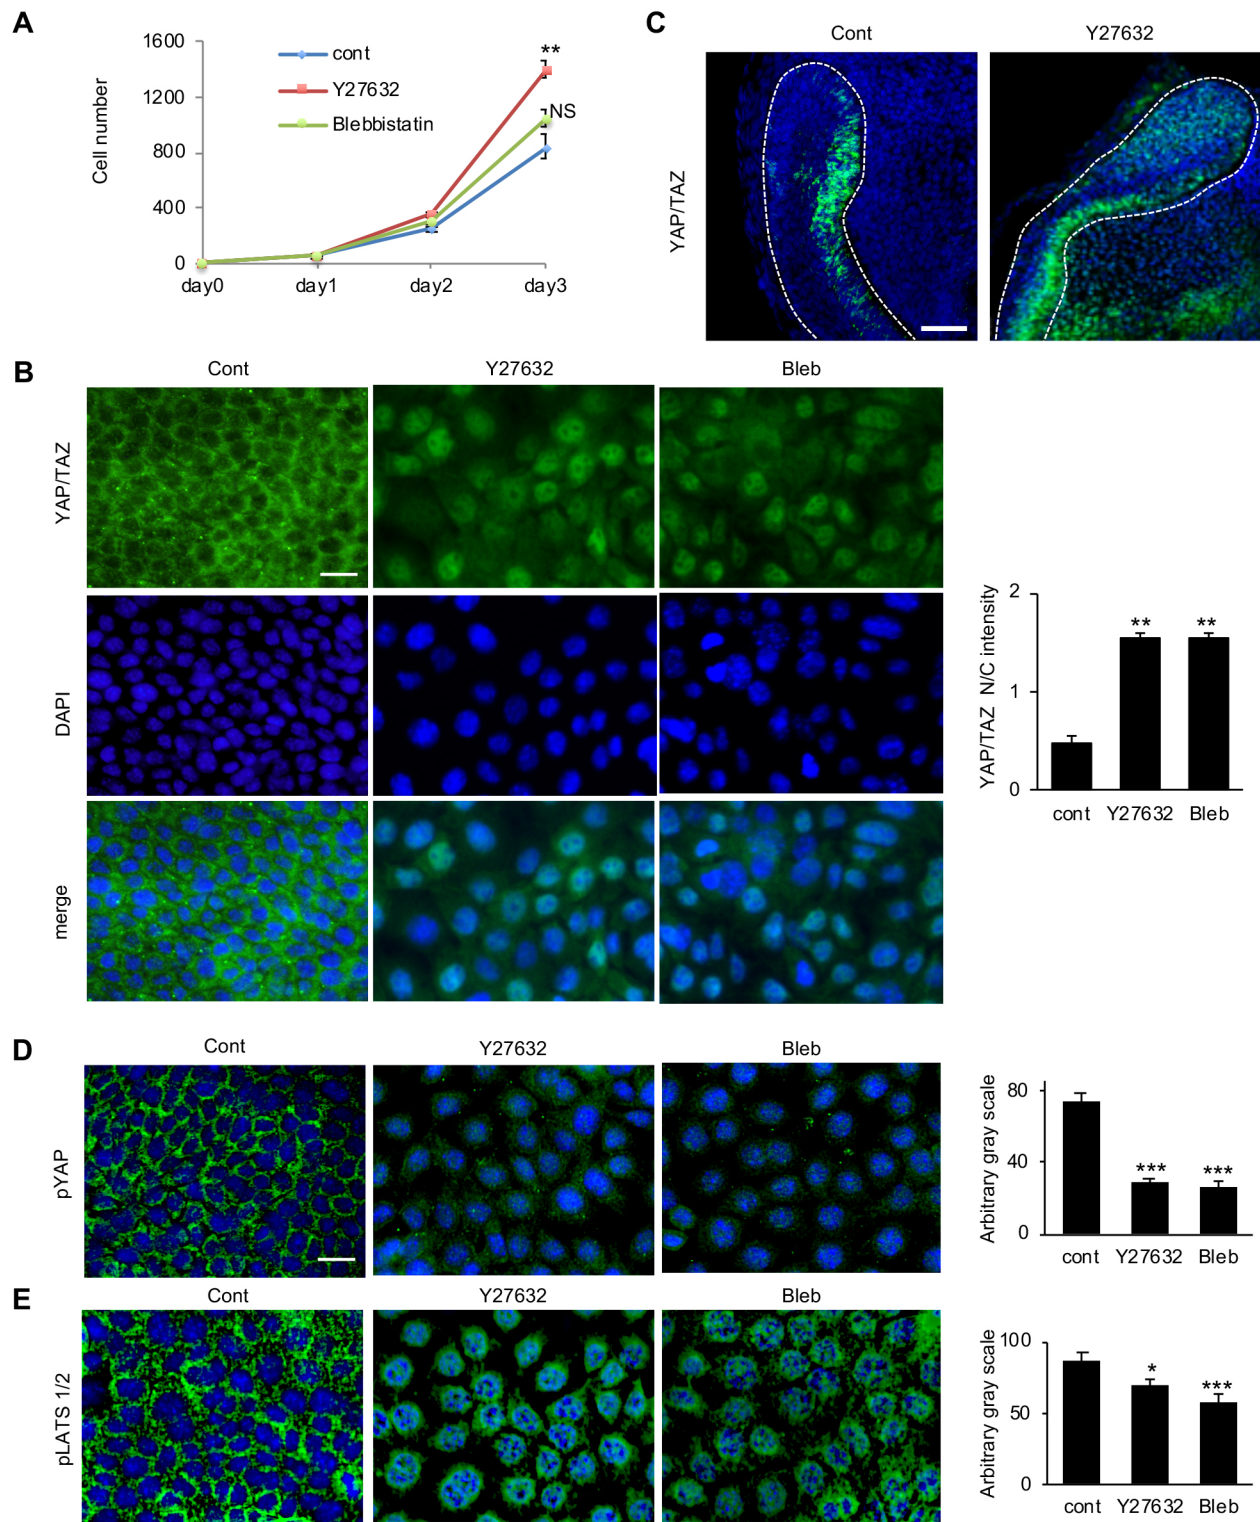 A
1600
1200
800
400
0
Cell number
cont
Y27632
Blebbistatin
**
NS
day0 day1 day2 day3
C
Cont Y27632
YAP/TAZ
B
Cont Y27632 Bleb
YAP/TAZ
DAPI
merge
YAP/TAZ N/C intensity
2
1
0
** **
cont Y27632 Bleb
D
Cont Y27632 Bleb
pYAP
Arbitrary gray scale
80
40
0
*** ***
cont Y27632 Bleb
E
Cont Y27632 Bleb
pLATS 1/2
Arbitrary gray scale
100
50
0
* ***
cont Y27632 Bleb